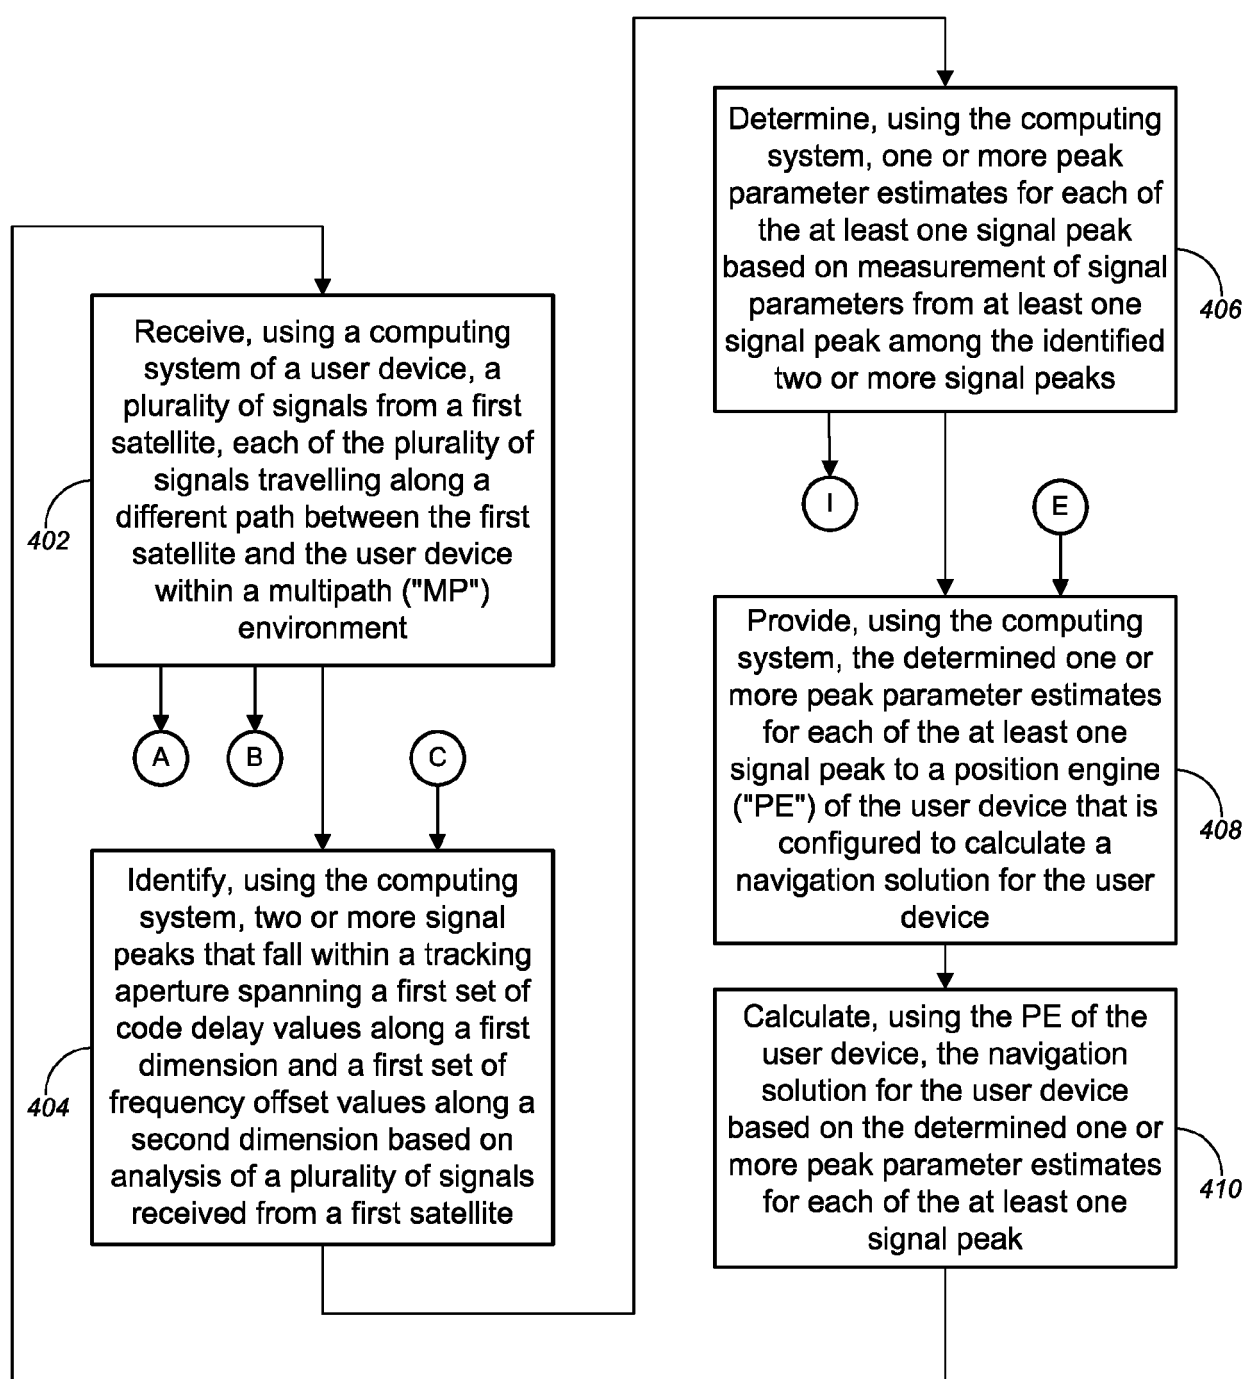 Receive, using a computing
system of a user device, a
plurality of signals from a first
satellite, each of the plurality of
signals travelling along a
different path between the first
satellite and the user device
within a multipath ("MP")
environment
402
A
B
C
Identify, using the computing
system, two or more signal
peaks that fall within a tracking
aperture spanning a first set of
code delay values along a first
dimension and a first set of
frequency offset values along a
second dimension based on
analysis of a plurality of signals
received from a first satellite
404
Determine, using the computing
system, one or more peak
parameter estimates for each of
the at least one signal peak
based on measurement of signal
parameters from at least one
signal peak among the identified
two or more signal peaks
406
I
E
Provide, using the computing
system, the determined one or
more peak parameter estimates
for each of the at least one
signal peak to a position engine
("PE") of the user device that is
configured to calculate a
navigation solution for the user
device
408
Calculate, using the PE of the
user device, the navigation
solution for the user device
based on the determined one or
more peak parameter estimates
for each of the at least one
signal peak
410